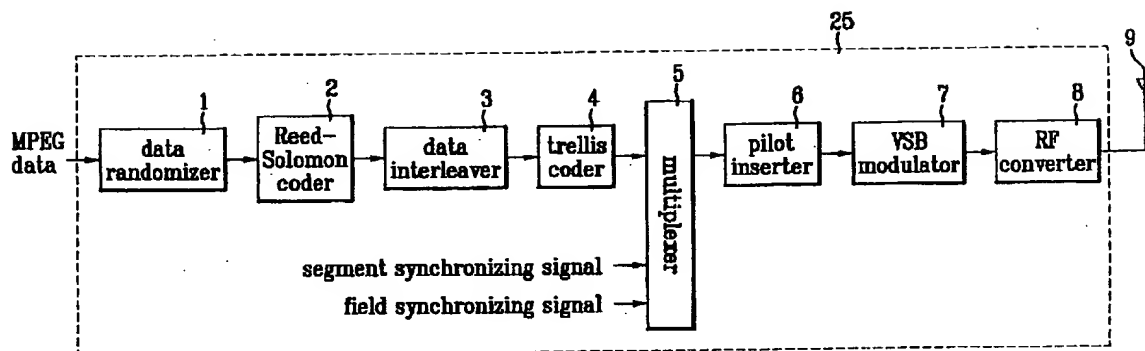 25
9
1
2
3
4
5
6
7
8
MPEG
data
data
randomizer
Reed-
Solomon
coder
data
interleaver
trellis
coder
multiplexer
pilot
inserter
VSB
modulator
RF
converter
segment synchronizing signal
field synchronizing signal